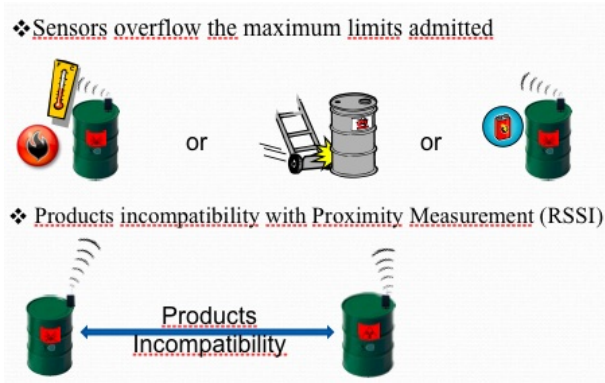 ❖Sensors overflow the maximum limits admitted
or
or
❖ Products incompatibility with Proximity Measurement (RSSI)
Products
Incompatibility